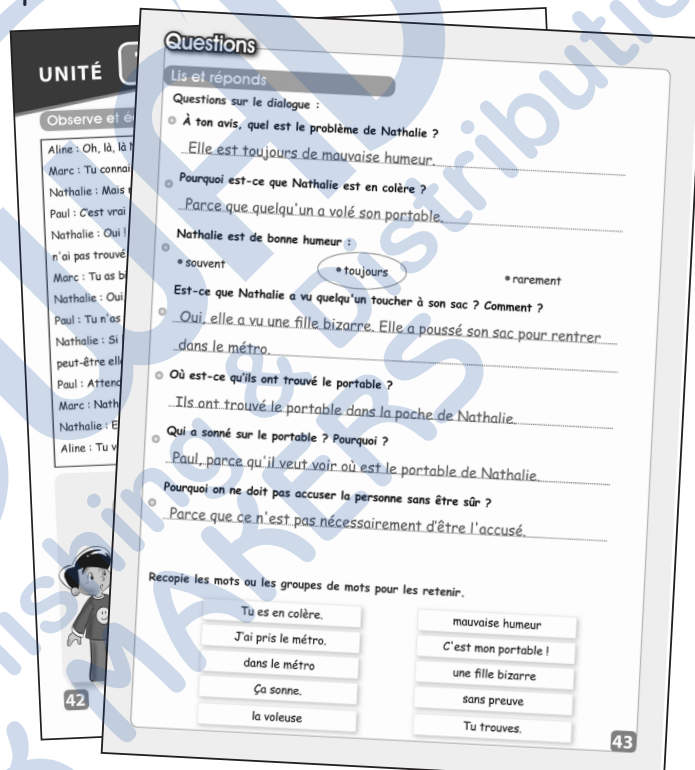 UNITÉ
Observe et é
Aline : Oh, là, là
Marc : Tu connai
Nathalie : Mais
Paul : C'est vrai
Nathalie : Oui !
n'ai pas trouvé
Marc : Tu as bi
Nathalie : Oui
Paul : Tu n'as
Nathalie : Si
peut-être elle
Paul : Attend
Marc : Nath
Nathalie : E
Aline : Tu v
42
Questions
Lis et réponds
Questions sur le dialogue :
À ton avis, quel est le problème de Nathalie ?
Elle est toujours de mauvaise humeur.
Pourquoi est-ce que Nathalie est en colère ?
Parce que quelqu'un a volé son portable.
Nathalie est de bonne humeur :
• souvent • toujours • rarement
Est-ce que Nathalie a vu quelqu'un toucher à son sac ? Comment ?
Oui, elle a vu une fille bizarre. Elle a poussé son sac pour rentrer
dans le métro.
Où est-ce qu'ils ont trouvé le portable ?
Ils ont trouvé le portable dans la poche de Nathalie.
Qui a sonné sur le portable ? Pourquoi ?
Paul, parce qu'il veut voir où est le portable de Nathalie.
Pourquoi on ne doit pas accuser la personne sans être sûr ?
Parce que ce n'est pas nécessairement d'être l'accusé.
Recopie les mots ou les groupes de mots pour les retenir.
Tu es en colère. mauvaise humeur
J'ai pris le métro. C'est mon portable !
dans le métro une fille bizarre
Ça sonne. sans preuve
la voleuse Tu trouves.
43